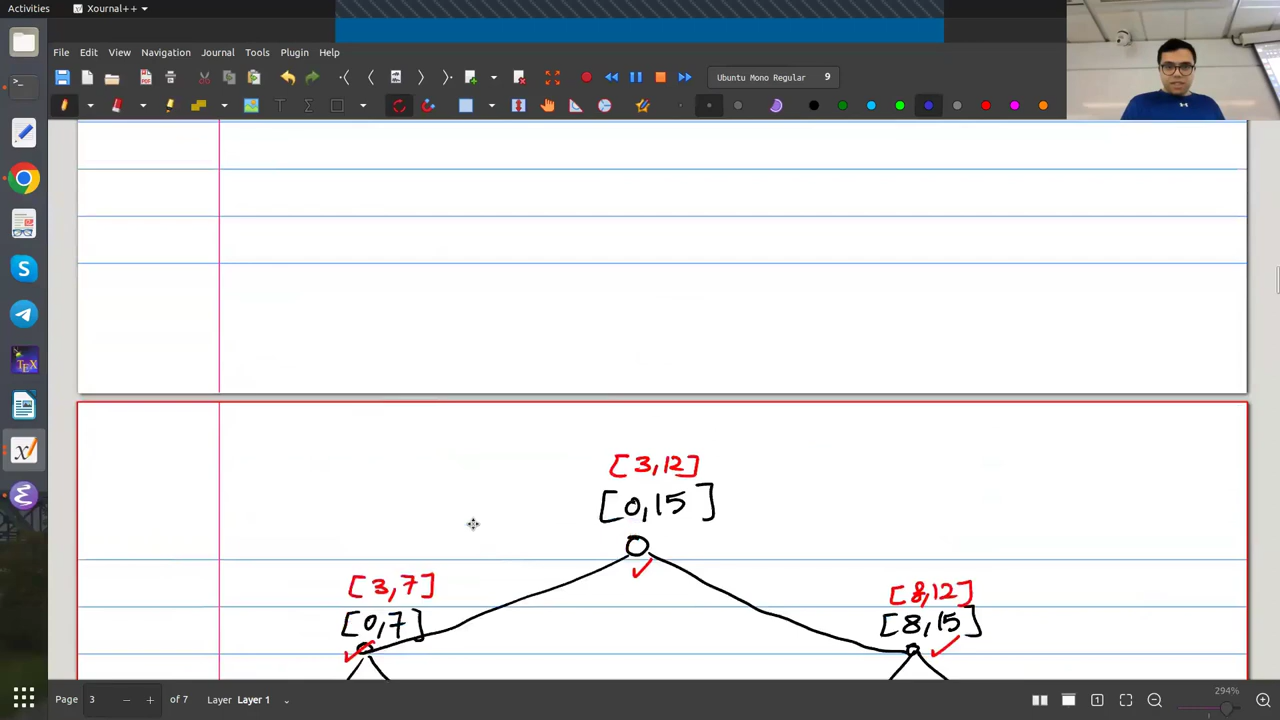 Activities Xournal++
File Edit View Navigation Journal Tools Plugin Help
Ubuntu Mono Regular 9
[3,12]
[0,15]
[3,7]
[0,7]
[8,12]
[8,15]
Page 3 of 7 Layer Layer 1 294%